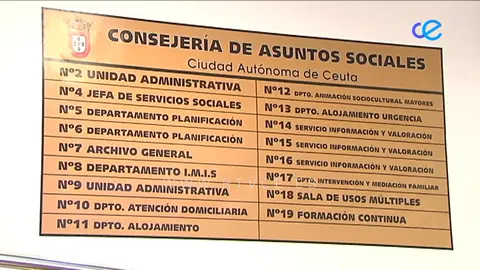 CONSEJERÍA DE ASUNTOS SOCIALES
Ciudad Autónoma de Ceuta
Nº2 UNIDAD ADMINISTRATIVA
Nº4 JEFA DE SERVICIOS SOCIALES
Nº5 DEPARTAMENTO PLANIFICACIÓN
Nº6 DEPARTAMENTO PLANIFICACIÓN
Nº7 ARCHIVO GENERAL
Nº8 DEPARTAMENTO I.M.I.S
Nº9 UNIDAD ADMINISTRATIVA
Nº10 DPTO. ATENCIÓN DOMICILIARIA
Nº11 DPTO. ALOJAMIENTO
Nº12 DPTO. ANIMACIÓN SOCIOCULTURAL MAYORES
Nº13 DPTO. ALOJAMIENTO URGENCIA
Nº14 SERVICIO INFORMACIÓN Y VALORACIÓN
Nº15 SERVICIO INFORMACIÓN Y VALORACIÓN
Nº16 SERVICIO INFORMACIÓN Y VALORACIÓN
Nº17 DPTO. INTERVENCIÓN Y MEDIACIÓN FAMILIAR
Nº18 SALA DE USOS MÚLTIPLES
Nº19 FORMACIÓN CONTINUA
ce